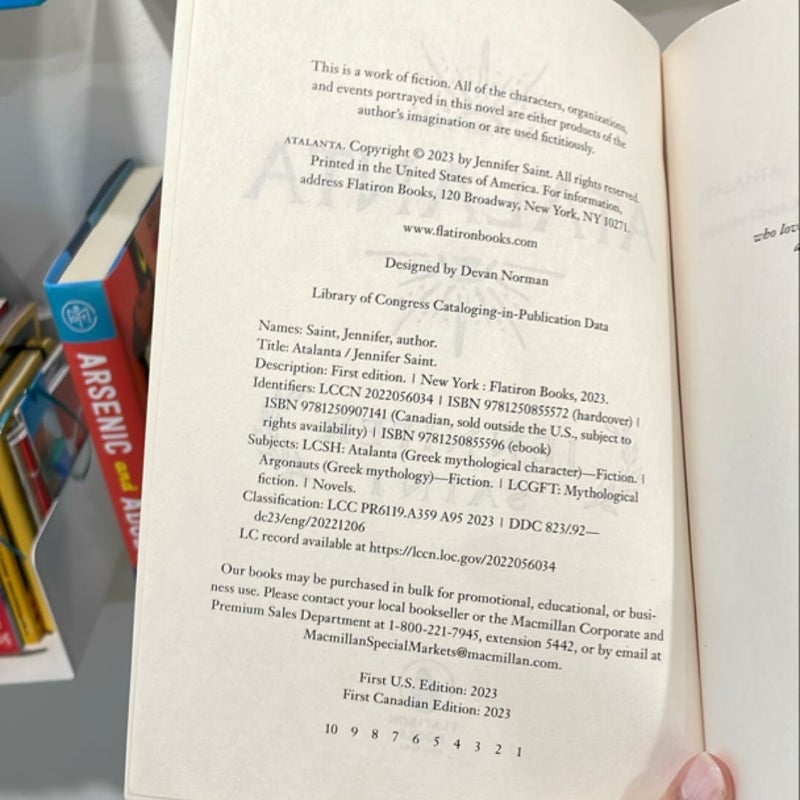 This is a work of fiction. All of the characters, organizations,
and events portrayed in this novel are either products of the
author's imagination or are used fictitiously.
ATALANTA. Copyright © 2023 by Jennifer Saint. All rights reserved.
Printed in the United States of America. For information,
address Flatiron Books, 120 Broadway, New York, NY 10271.
www.flatironbooks.com
Designed by Devan Norman
Library of Congress Cataloging-in-Publication Data
Names: Saint, Jennifer, author.
Title: Atalanta / Jennifer Saint.
Description: First edition. | New York : Flatiron Books, 2023.
Identifiers: LCCN 2022056034 | ISBN 9781250855572 (hardcover) |
ISBN 9781250907141 (Canadian, sold outside the U.S., subject to
rights availability) | ISBN 9781250855596 (ebook)
Subjects: LCSH: Atalanta (Greek mythological character)—Fiction. |
Argonauts (Greek mythology)—Fiction. | LCGFT: Mythological
fiction. | Novels.
Classification: LCC PR6119.A359 A95 2023 | DDC 823/.92—
dc23/eng/20221206
LC record available at https://lccn.loc.gov/2022056034
Our books may be purchased in bulk for promotional, educational, or busi-
ness use. Please contact your local bookseller or the Macmillan Corporate and
Premium Sales Department at 1-800-221-7945, extension 5442, or by email at
MacmillanSpecialMarkets@macmillan.com.
First U.S. Edition: 2023
First Canadian Edition: 2023
10 9 8 7 6 5 4 3 2 1
ARSENIC and
who